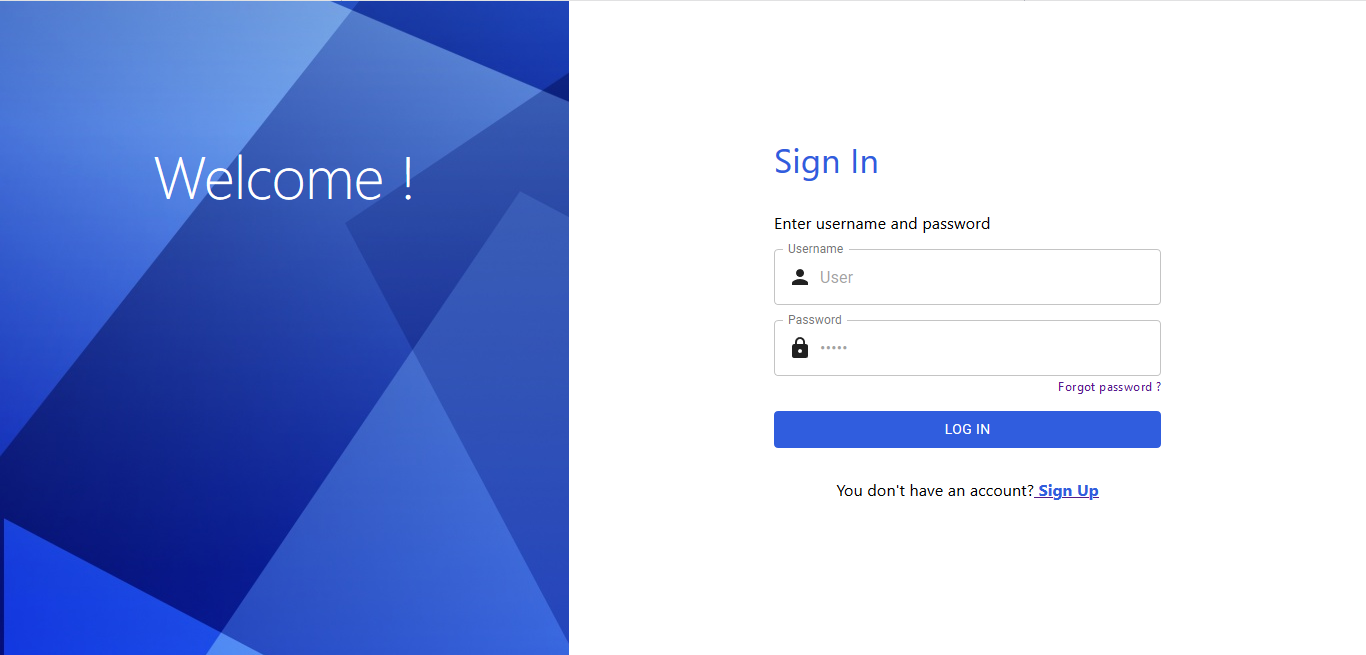 Welcome !
Sign In
Enter username and password
Username
User
Password
•••••
Forgot password ?
LOG IN
You don't have an account? Sign Up